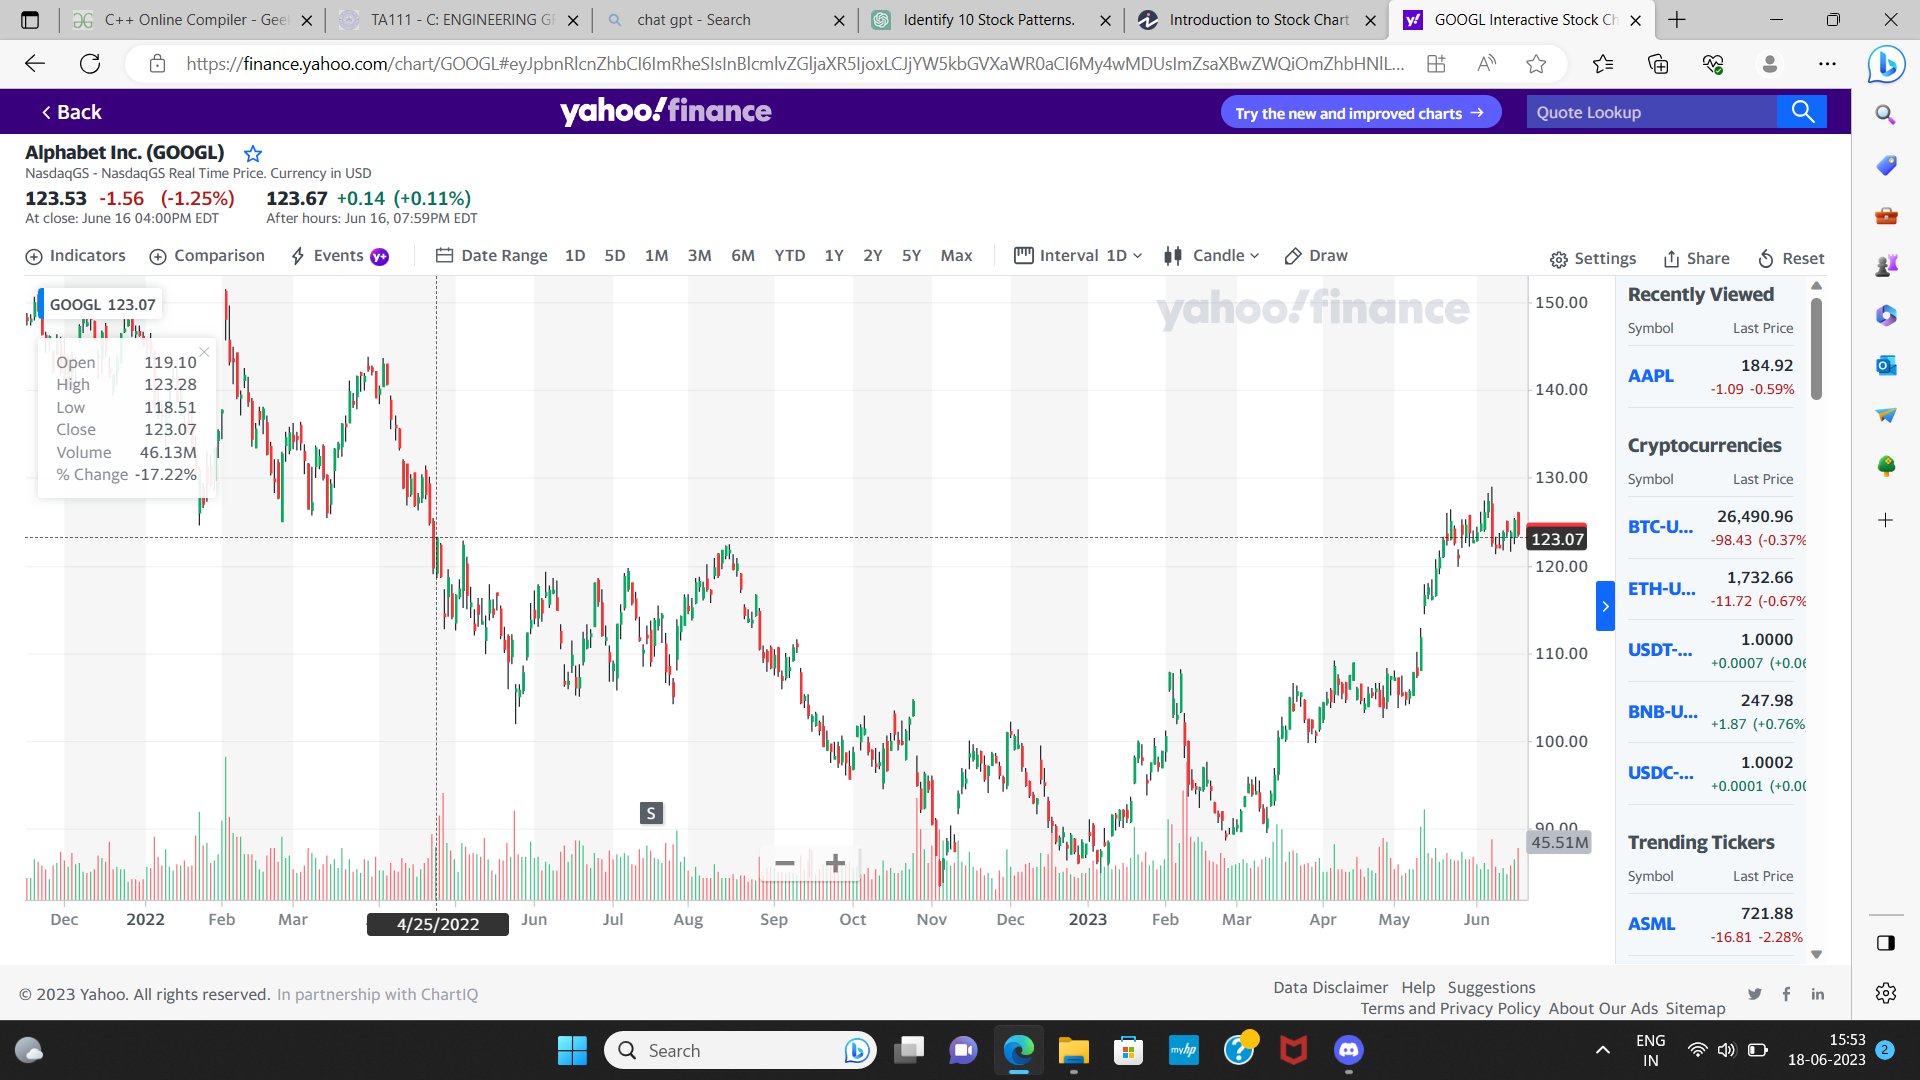 C++ Online Compiler - Gee
TA111 - C: ENGINEERING GR
chat gpt - Search
Identify 10 Stock Patterns.
Introduction to Stock Chart
GOOGL Interactive Stock Ch
Back
yahoo!finance
Try the new and improved charts →
Quote Lookup
Alphabet Inc. (GOOGL)
NasdaqGS - NasdaqGS Real Time Price. Currency in USD
123.53 -1.56 (-1.25%) 123.67 +0.14 (+0.11%)
At close: June 16 04:00PM EDT After hours: Jun 16, 07:59PM EDT
Indicators Comparison Events y+ Date Range 1D 5D 1M 3M 6M YTD 1Y 2Y 5Y Max Interval 1D Candle Draw Settings Share Reset
GOOGL 123.07
Open 119.10
High 123.28
Low 118.51
Close 123.07
Volume 46.13M
% Change -17.22%
yahoo!finance
150.00
140.00
130.00
123.07
120.00
110.00
100.00
90.00
45.51M
S
− +
Dec 2022 Feb Mar 4/25/2022 Jun Jul Aug Sep Oct Nov Dec 2023 Feb Mar Apr May Jun
Recently Viewed
Symbol Last Price
AAPL 184.92
-1.09 -0.59%
Cryptocurrencies
Symbol Last Price
BTC-U... 26,490.96
-98.43 (-0.37%
ETH-U... 1,732.66
-11.72 (-0.67%
USDT-... 1.0000
+0.0007 (+0.06
BNB-U... 247.98
+1.87 (+0.76%
USDC-... 1.0002
+0.0001 (+0.00
Trending Tickers
Symbol Last Price
ASML 721.88
-16.81 -2.28%
© 2023 Yahoo. All rights reserved. In partnership with ChartIQ
Data Disclaimer Help Suggestions
Terms and Privacy Policy About Our Ads Sitemap
Search
myhp
ENG
IN
15:53
18-06-2023
2